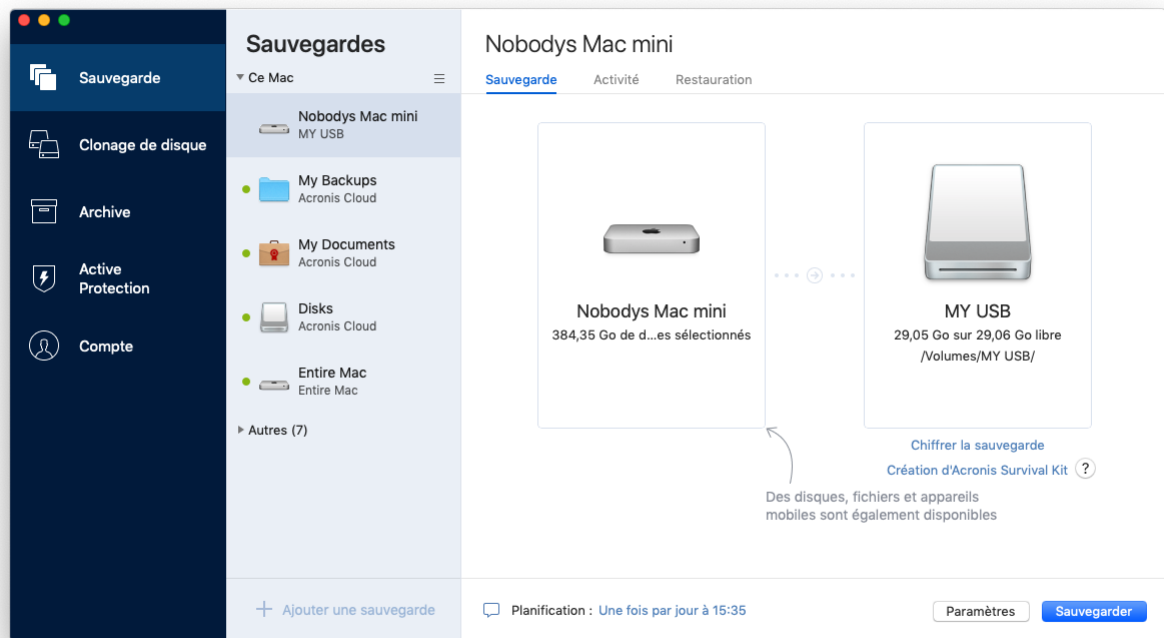 Sauvegarde
Clonage de disque
Archive
Active
Protection
Compte
Sauvegardes
Ce Mac
Nobodys Mac mini
MY USB
My Backups
Acronis Cloud
My Documents
Acronis Cloud
Disks
Acronis Cloud
Entire Mac
Entire Mac
Autres (7)
+ Ajouter une sauvegarde
Nobodys Mac mini
Sauvegarde Activité Restauration
Nobodys Mac mini
384,35 Go de d...es sélectionnés
MY USB
29,05 Go sur 29,06 Go libre
/Volumes/MY USB/
Chiffrer la sauvegarde
Création d'Acronis Survival Kit ?
Des disques, fichiers et appareils
mobiles sont également disponibles
Planification : Une fois par jour à 15:35
Paramètres Sauvegarder